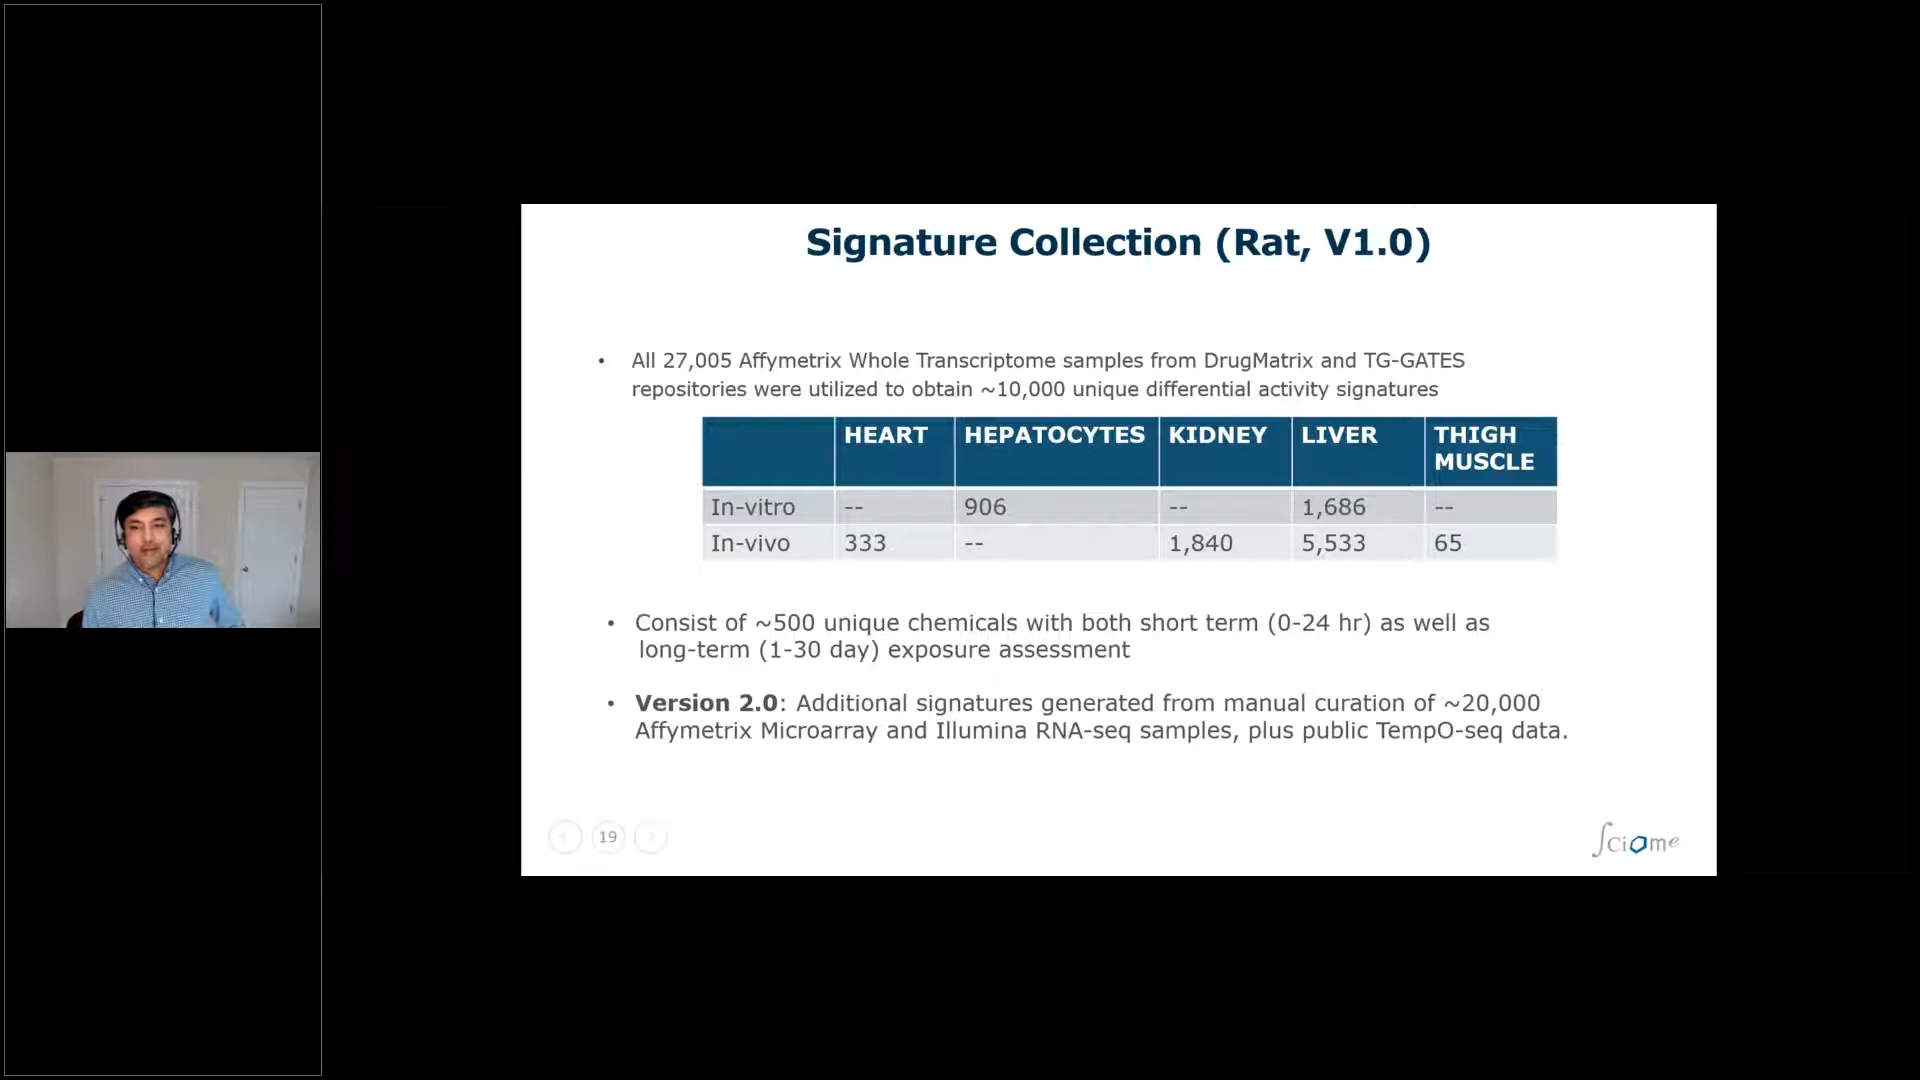 Signature Collection (Rat, V1.0)
• All 27,005 Affymetrix Whole Transcriptome samples from DrugMatrix and TG-GATES
repositories were utilized to obtain ~10,000 unique differential activity signatures
HEART HEPATOCYTES KIDNEY LIVER THIGH MUSCLE
In-vitro -- 906 -- 1,686 --
In-vivo 333 -- 1,840 5,533 65
• Consist of ~500 unique chemicals with both short term (0-24 hr) as well as
long-term (1-30 day) exposure assessment
• Version 2.0: Additional signatures generated from manual curation of ~20,000
Affymetrix Microarray and Illumina RNA-seq samples, plus public TempO-seq data.
19
Sciome